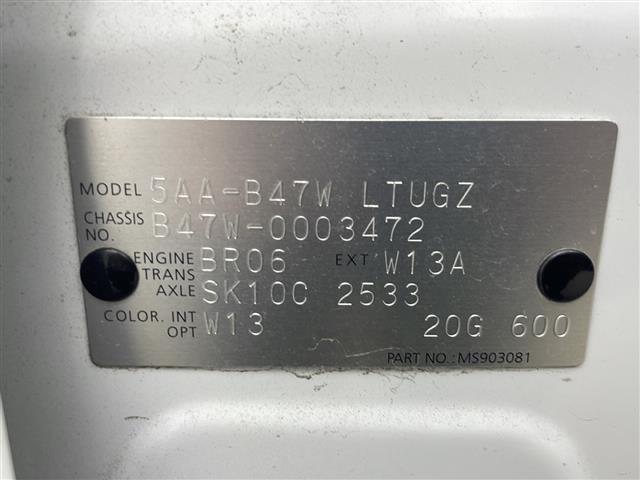 MODEL 5AA-B47W LTUGZ
CHASSIS NO. B47W-0003472
ENGINE BR06 EXT W13A
TRANS AXLE SK10C 2533
COLOR. INT OPT W13 20G 600
PART NO.: MS903081